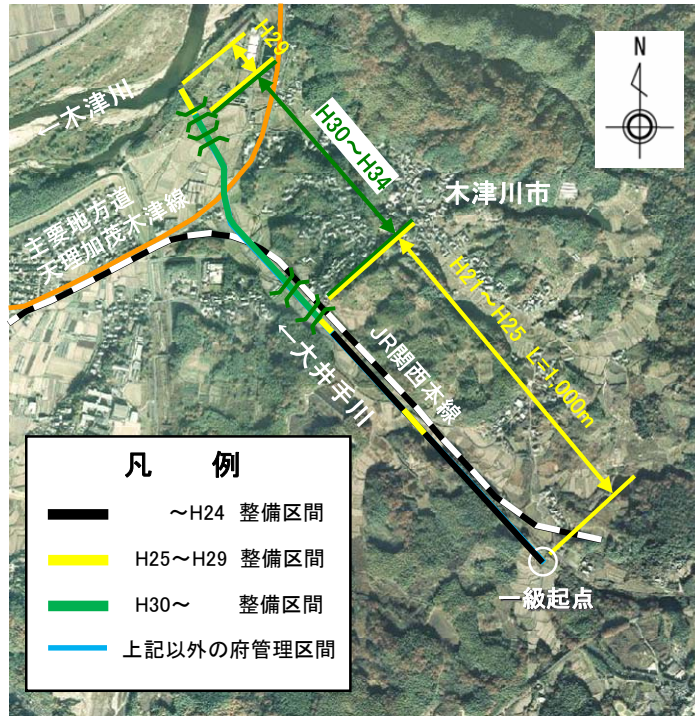 H29
N
←木津川
H30～H34
木津川市
主要地方道
天理加茂木津線
H21～H25 L=1,000m
JR関西本線
←大井手川
凡 例
～H24 整備区間
H25～H29 整備区間
H30～ 整備区間
上記以外の府管理区間
一級起点